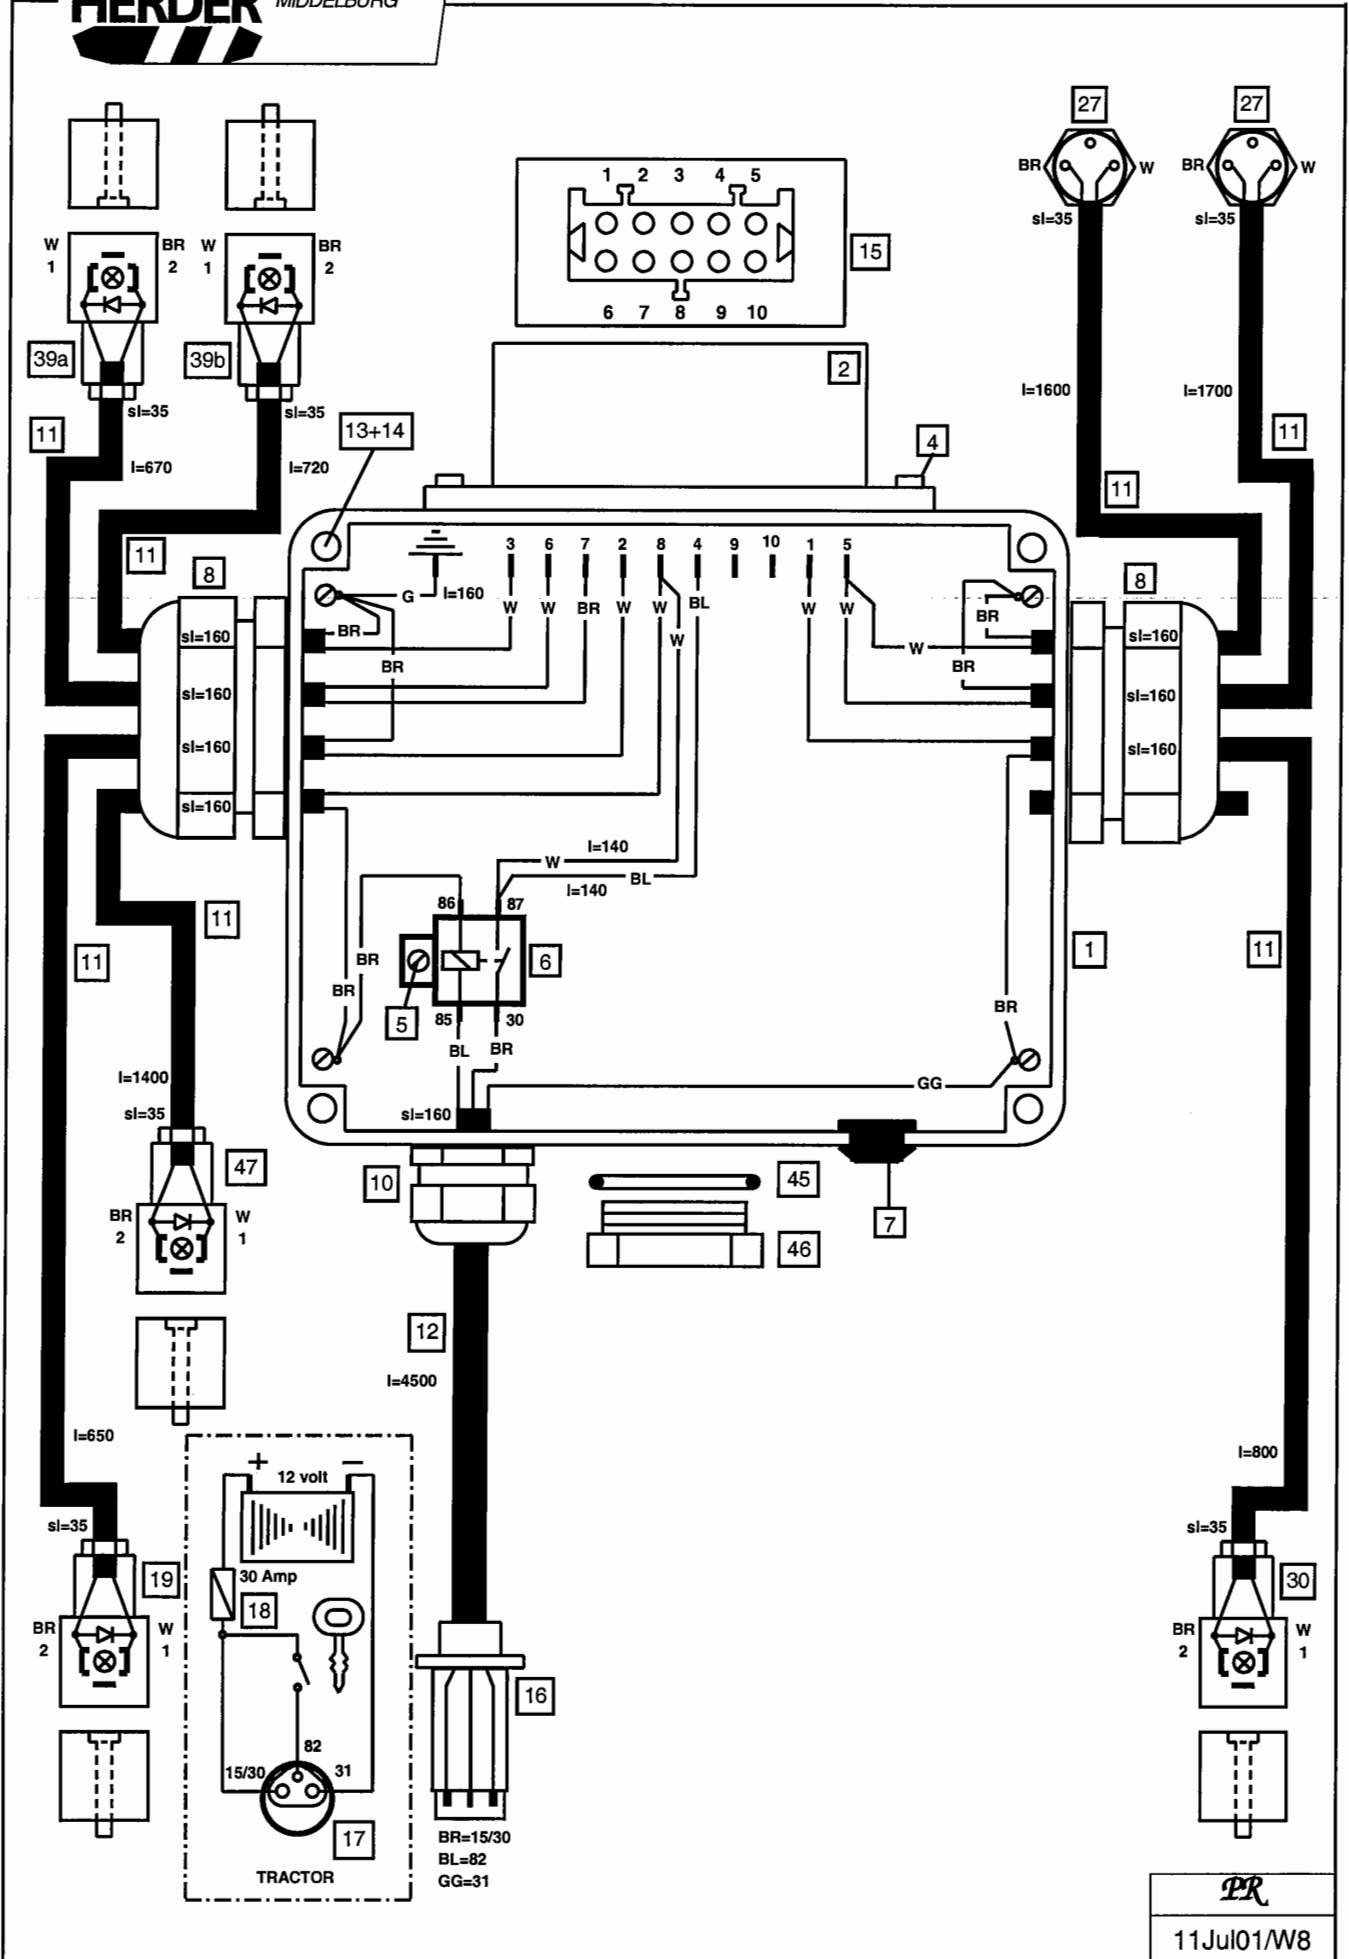 HERDER MIDDELBURG
27 27
BR W BR W
sl=35 sl=35
1 2 3 4 5
15
6 7 8 9 10
W BR W BR
1 2 1 2
39a 39b
2
sl=35 sl=35
l=1600 l=1700
11 13+14 4 11
l=670 l=720
11
11
3 6 7 2 8 4 9 10 1 5
8 8
G l=160 W W BR W W BL W W
BR BR
sl=160 sl=160
W W
BR BR
sl=160 sl=160
sl=160 sl=160
sl=160
l=140
W
BL
l=140
86 87
11
11 BR 6 1 11
BR BR
5 85 30
BL BR
l=1400
GG
sl=35 sl=160
47 10 45
BR W
2 1
7
46
12
l=4500
l=650
+ −
12 volt
l=800
sl=35 sl=35
19 30 Amp 30
18
BR W BR W
2 1 2 1
16
82
15/30 31
17
BR=15/30
BL=82
GG=31
TRACTOR
PR
11Jul01/W8